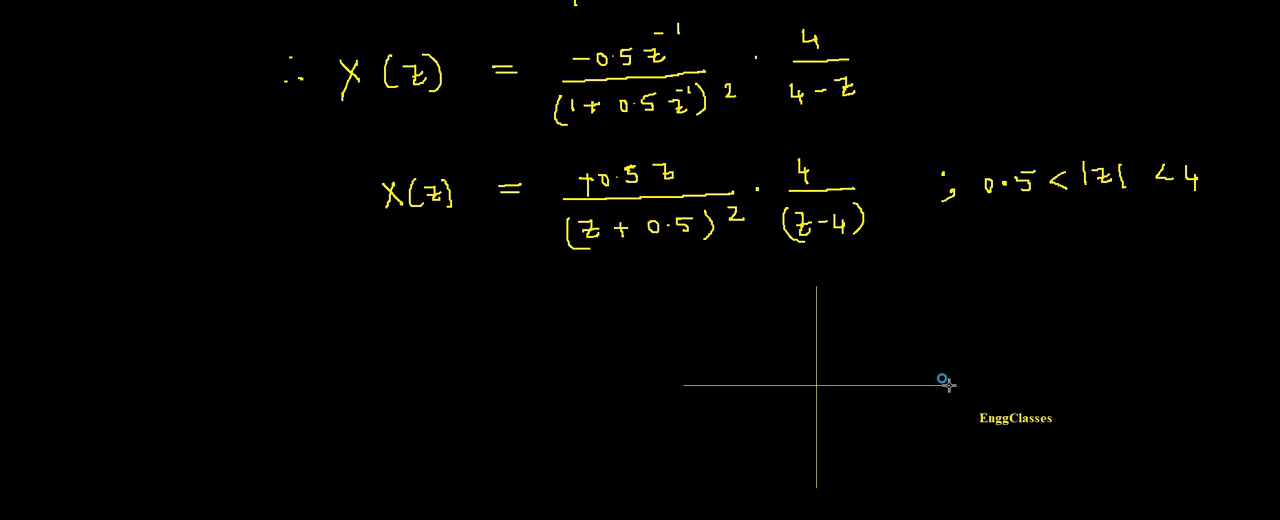 ∴ X(z) = -0.5 z^-1 / (1 + 0.5 z^-1)^2 · 4 / 4 - z
X(z) = +0.5 z / (z + 0.5)^2 · 4 / (z - 4) ; 0.5 < |z| < 4
EnggClasses